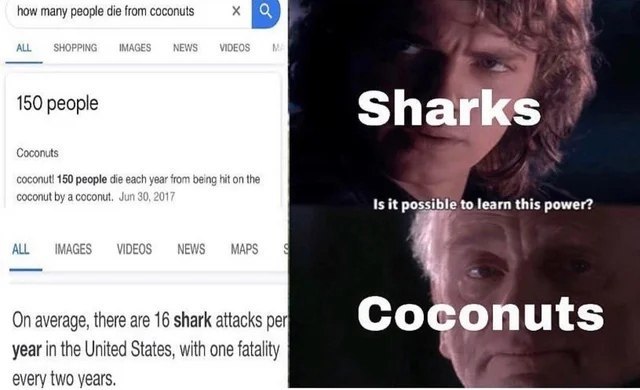 how many people die from coconuts
ALL SHOPPING IMAGES NEWS VIDEOS
150 people
Coconuts
coconut! 150 people die each year from being hit on the
coconut by a coconut. Jun 30, 2017
ALL IMAGES VIDEOS NEWS MAPS S
On average, there are 16 shark attacks per
year in the United States, with one fatality
every two years.
Sharks
Is it possible to learn this power?
Coconuts